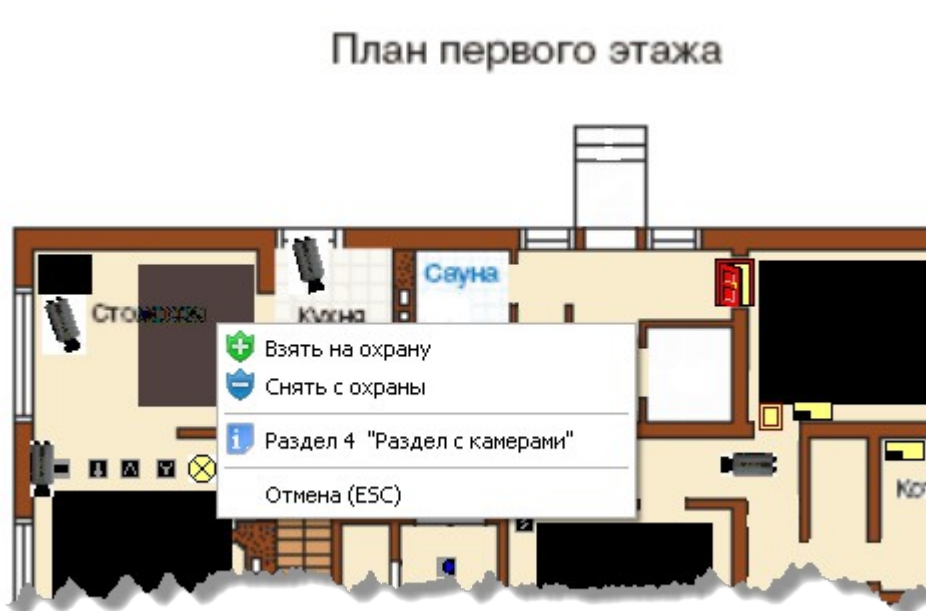 План первого этажа
Сауна
Кухня
Взять на охрану
Снять с охраны
Раздел 4 "Раздел с камерами"
Отмена (ESC)